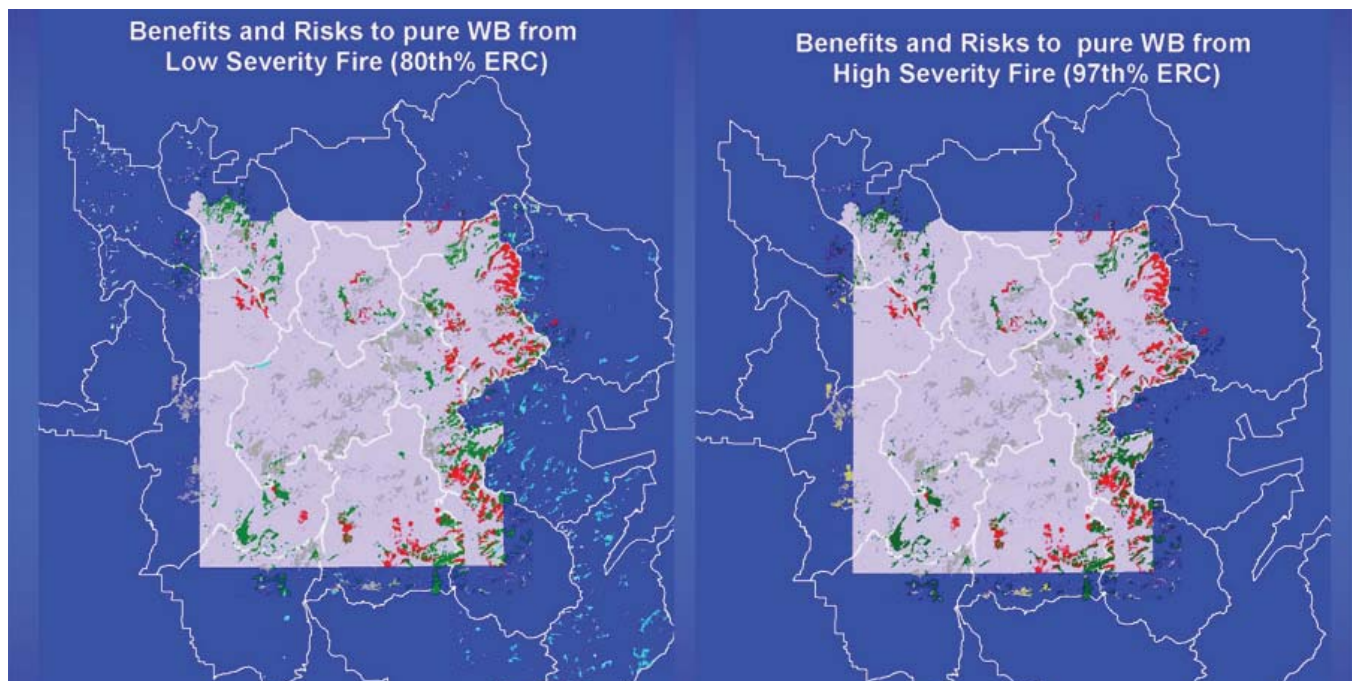 Benefits and Risks to pure WB from
Low Severity Fire (80th% ERC)
Benefits and Risks to pure WB from
High Severity Fire (97th% ERC)